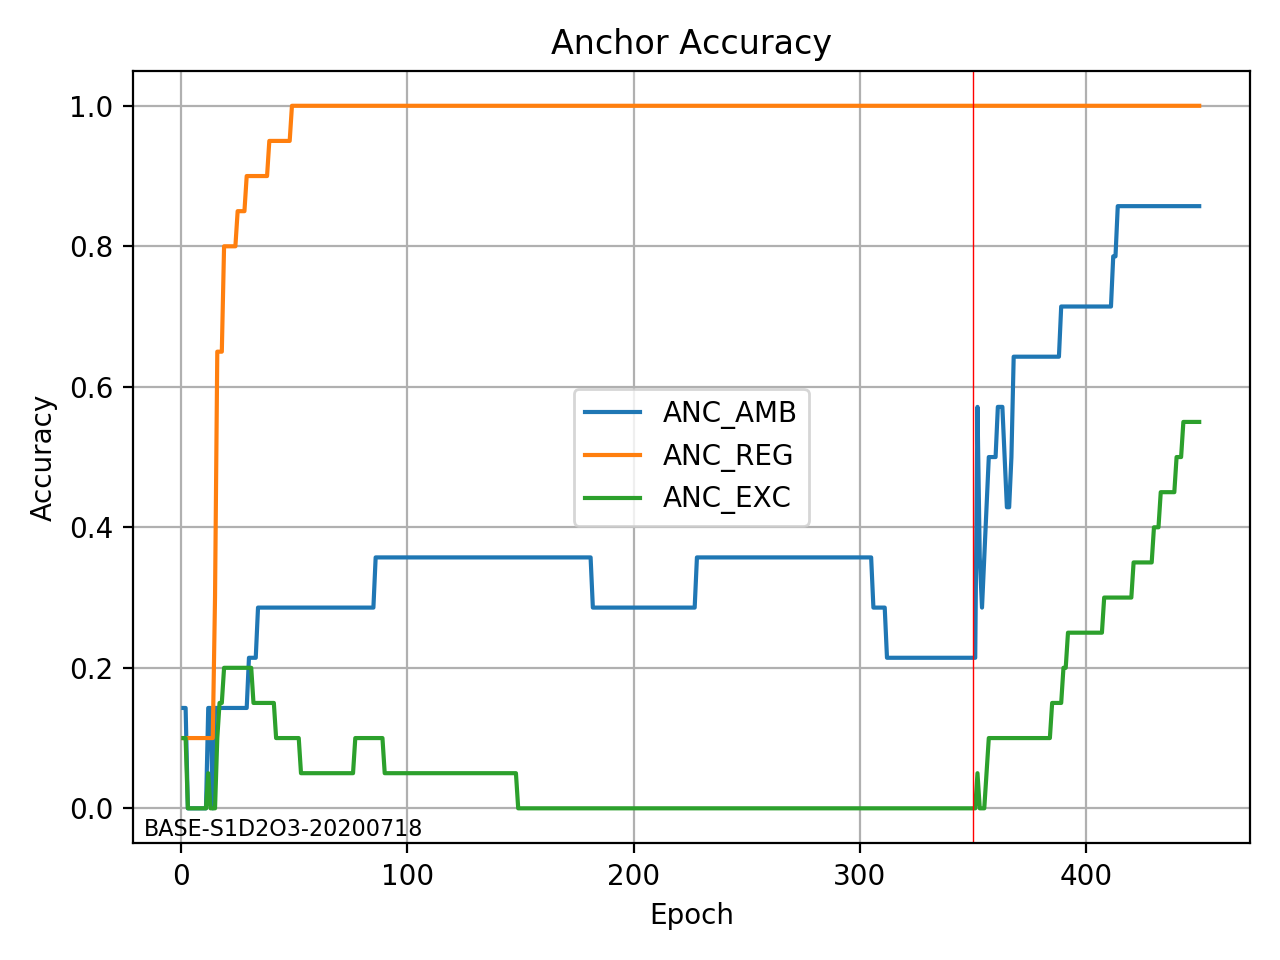 Anchor Accuracy
1.0
0.8
0.6
0.4
0.2
0.0
Accuracy
ANC_AMB
ANC_REG
ANC_EXC
BASE-S1D2O3-20200718
0 100 200 300 400
Epoch